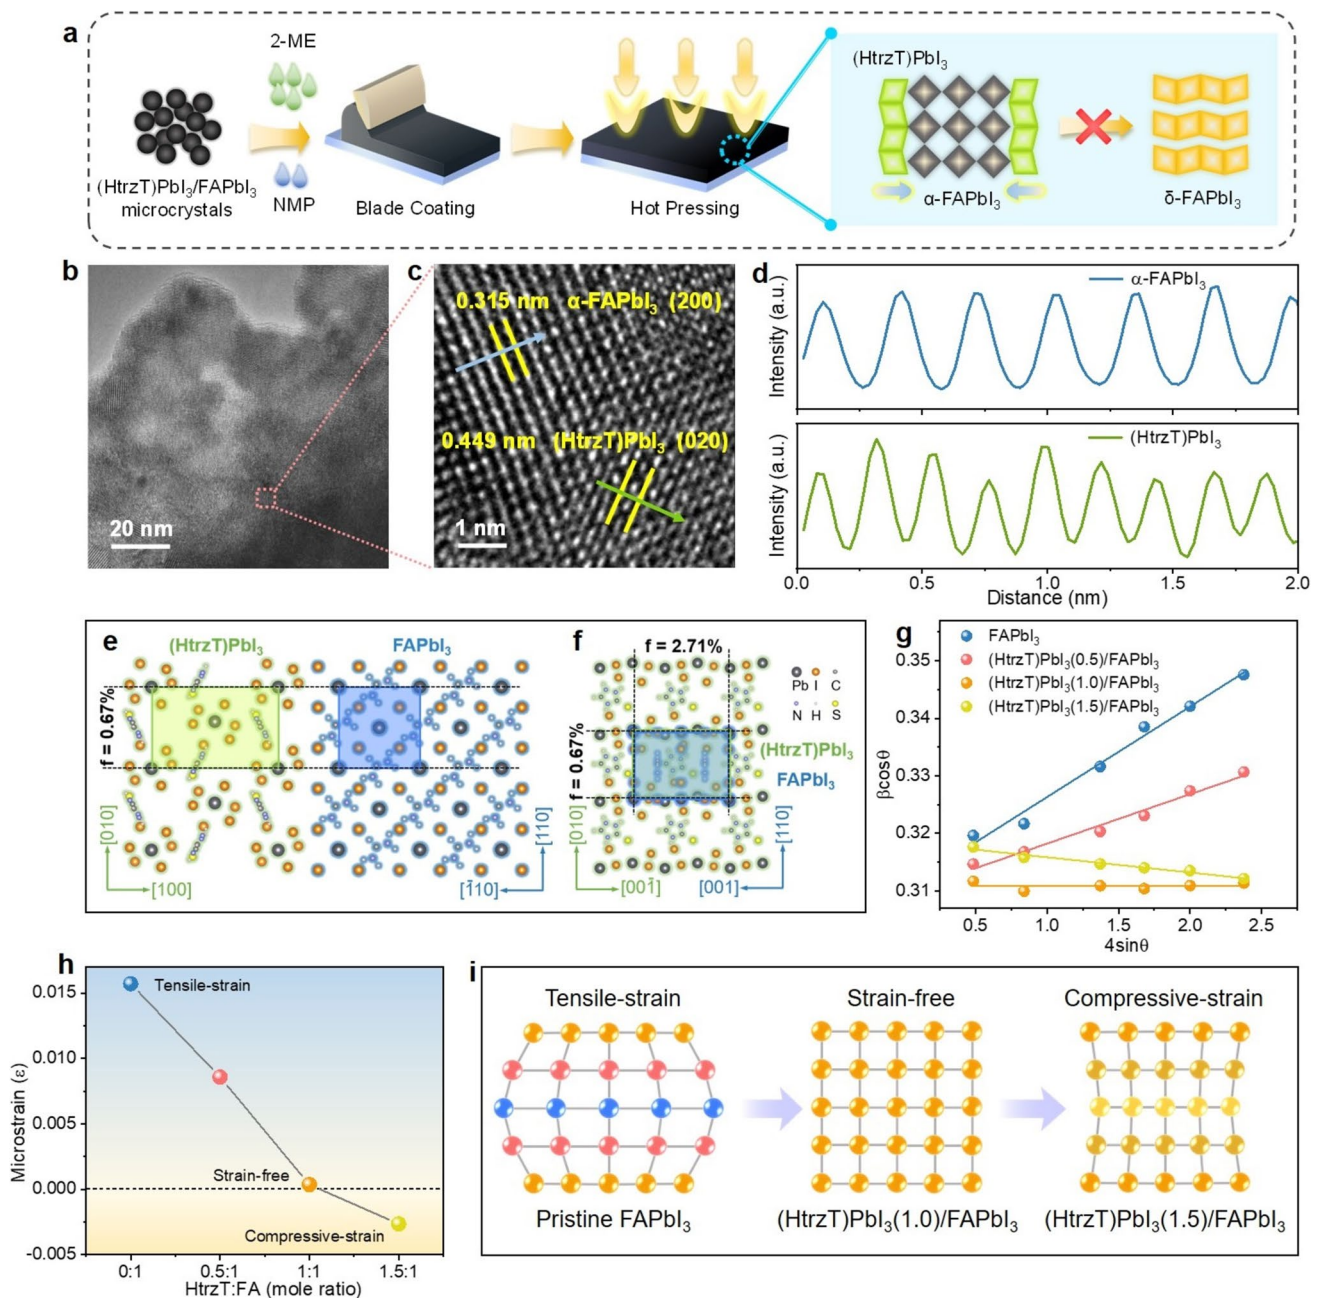 a
2-ME
(HtrzT)PbI₃/FAPbI₃
microcrystals
NMP
Blade Coating
Hot Pressing
(HtrzT)PbI₃
α-FAPbI₃
δ-FAPbI₃
b
20 nm
c
0.315 nm α-FAPbI₃ (200)
0.449 nm (HtrzT)PbI₃ (020)
1 nm
d
Intensity (a.u.)
α-FAPbI₃
Intensity (a.u.)
(HtrzT)PbI₃
0.0 0.5 1.0 1.5 2.0
Distance (nm)
e
(HtrzT)PbI₃
FAPbI₃
f = 0.67%
[010]
[100]
[110]
[1̄10]
f
f = 2.71%
f = 0.67%
Pb I C
N H S
(HtrzT)PbI₃
FAPbI₃
[010]
[001̄]
[001]
[110]
g
FAPbI₃
(HtrzT)PbI₃(0.5)/FAPbI₃
(HtrzT)PbI₃(1.0)/FAPbI₃
(HtrzT)PbI₃(1.5)/FAPbI₃
βcosθ
0.35
0.34
0.33
0.32
0.31
0.5 1.0 1.5 2.0 2.5
4sinθ
h
Microstrain (ε)
0.015
0.010
0.005
0.000
-0.005
Tensile-strain
Strain-free
Compressive-strain
0:1 0.5:1 1:1 1.5:1
HtrzT:FA (mole ratio)
i
Tensile-strain
Strain-free
Compressive-strain
Pristine FAPbI₃
(HtrzT)PbI₃(1.0)/FAPbI₃
(HtrzT)PbI₃(1.5)/FAPbI₃